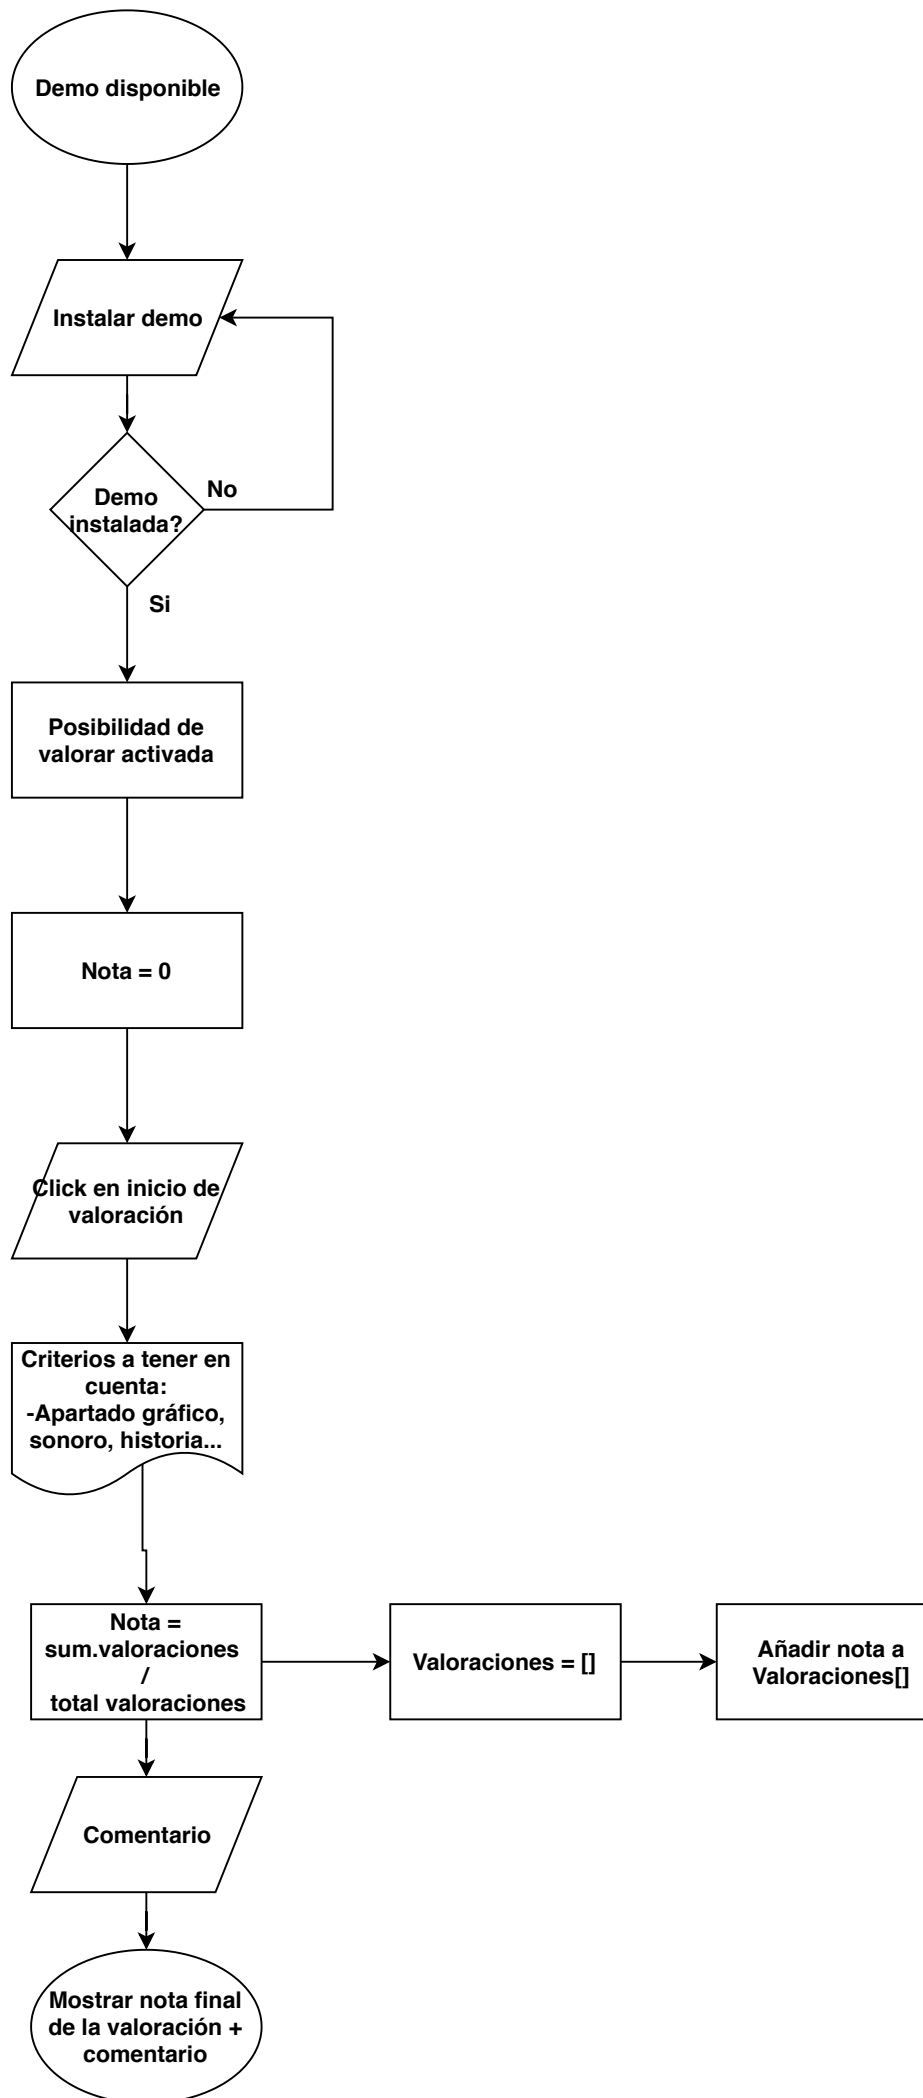 Demo disponible
Instalar demo
Demo
instalada?
No
Si
Posibilidad de
valorar activada
Nota = 0
Click en inicio de
valoración
Criterios a tener en
cuenta:
-Apartado gráfico,
sonoro, historia...
Nota =
sum.valoraciones
/
total valoraciones
Valoraciones = []
Añadir nota a
Valoraciones[]
Comentario
Mostrar nota final
de la valoración +
comentario